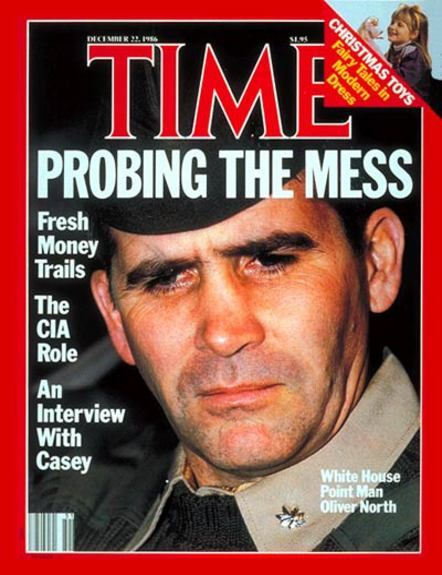 DECEMBER 22, 1986
$1.95
TIME
CHRISTMAS TOYS
Fairy Tales in
Modern
Dress
PROBING THE MESS
Fresh
Money
Trails
The
CIA
Role
An
Interview
With
Casey
White House
Point Man
Oliver North